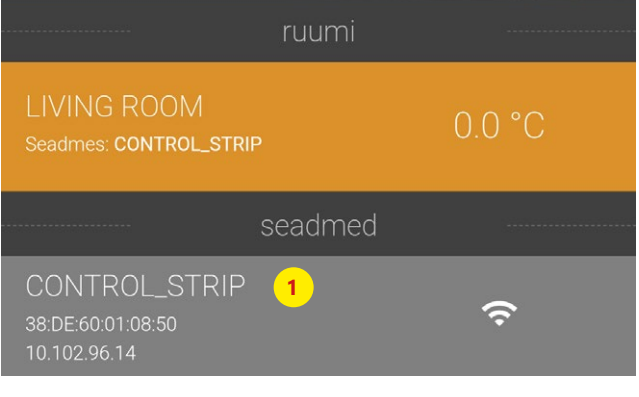 ruumi
LIVING ROOM
0.0 °C
Seadmes: CONTROL_STRIP
seadmed
CONTROL_STRIP
1
38:DE:60:01:08:50
10.102.96.14